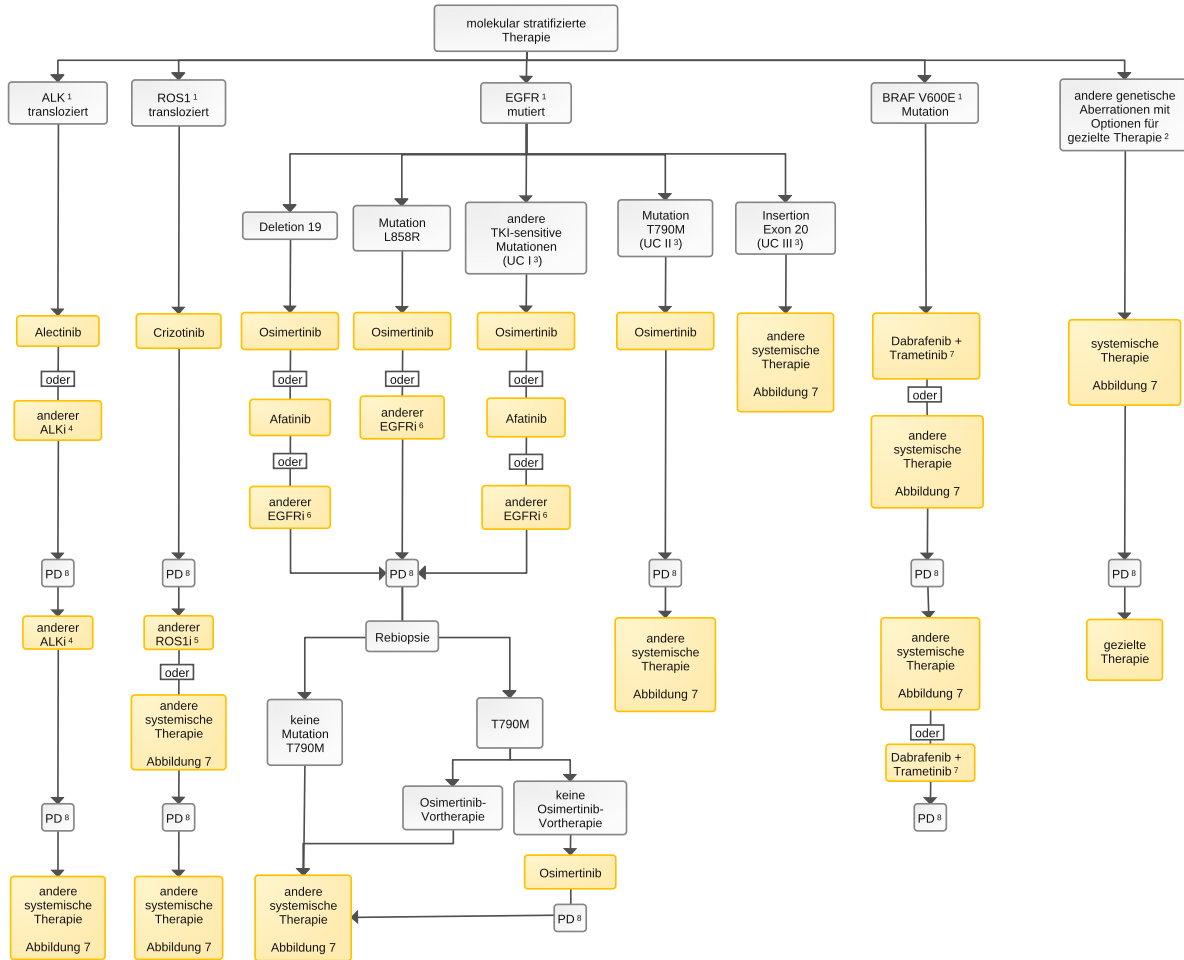 molekular stratifizierte
Therapie
ALK ¹
transloziert
ROS1 ¹
transloziert
EGFR ¹
mutiert
BRAF V600E ¹
Mutation
andere genetische
Aberrationen mit
Optionen für
gezielte Therapie ²
Deletion 19
Mutation
L858R
andere
TKI-sensitive
Mutationen
(UC I ³)
Mutation
T790M
(UC II ³)
Insertion
Exon 20
(UC III ³)
Alectinib
oder
anderer
ALKi ⁴
PD ⁸
anderer
ALKi ⁴
PD ⁸
andere
systemische
Therapie
Abbildung 7
Crizotinib
PD ⁸
anderer
ROS1i ⁵
oder
andere
systemische
Therapie
Abbildung 7
PD ⁸
andere
systemische
Therapie
Abbildung 7
Osimertinib
oder
Afatinib
oder
anderer
EGFRi ⁶
Osimertinib
oder
anderer
EGFRi ⁶
Osimertinib
oder
Afatinib
oder
anderer
EGFRi ⁶
PD ⁸
Rebiopsie
keine
Mutation
T790M
T790M
Osimertinib-
Vortherapie
keine
Osimertinib-
Vortherapie
Osimertinib
PD ⁸
andere
systemische
Therapie
Abbildung 7
Osimertinib
PD ⁸
andere
systemische
Therapie
Abbildung 7
andere
systemische
Therapie
Abbildung 7
Dabrafenib +
Trametinib ⁷
oder
andere
systemische
Therapie
Abbildung 7
PD ⁸
andere
systemische
Therapie
Abbildung 7
oder
Dabrafenib +
Trametinib ⁷
PD ⁸
systemische
Therapie
Abbildung 7
PD ⁸
gezielte
Therapie